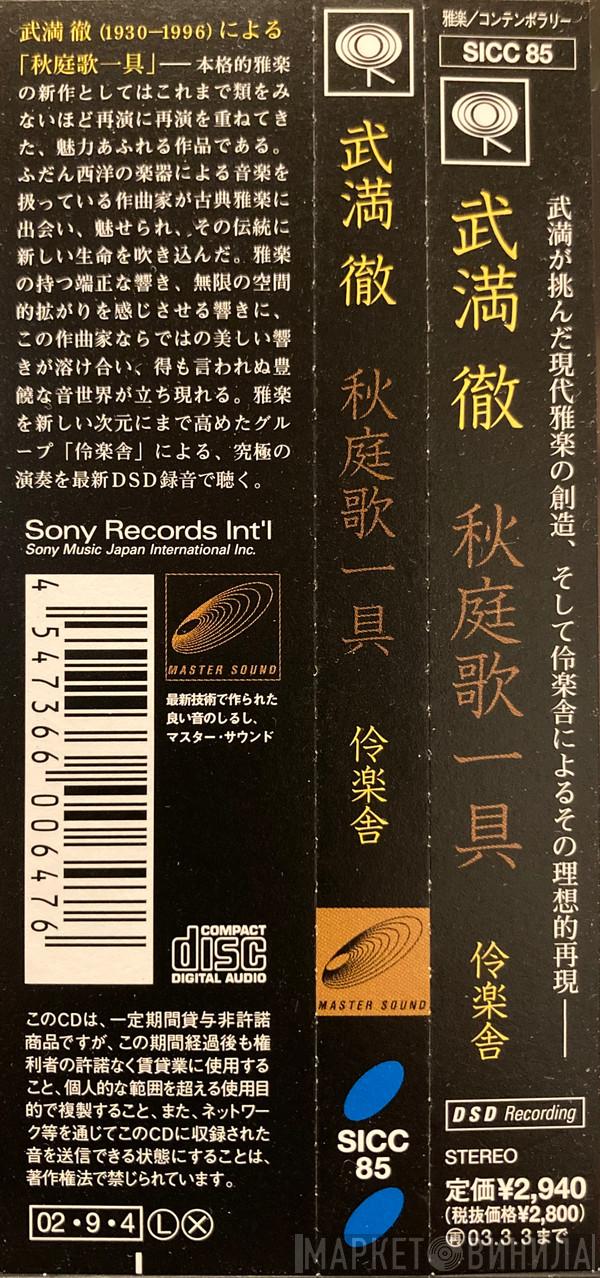 武満 徹 (1930―1996) による
「秋庭歌一具」── 本格的雅楽
の新作としてはこれまで類をみ
ないほど再演に再演を重ねてき
た、魅力あふれる作品である。
ふだん西洋の楽器による音楽を
扱っている作曲家が古典雅楽に
出会い、魅せられ、その伝統に
新しい生命を吹き込んだ。雅楽
の持つ端正な響き、無限の空間
的拡がりを感じさせる響きに、
この作曲家ならではの美しい響
きが溶け合い、得も言われぬ豊
饒な音世界が立ち現れる。雅楽
を新しい次元にまで高めたグル
ープ「伶楽舎」による、究極の
演奏を最新DSD録音で聴く。
Sony Records Int'l
Sony Music Japan International Inc.
4 547366 006476
MASTER SOUND
最新技術で作られた
良い音のしるし、
マスター・サウンド
COMPACT
disc
DIGITAL AUDIO
このCDは、一定期間貸与非許諾
商品ですが、この期間経過後も権
利者の許諾なく賃貸業に使用する
こと、個人的な範囲を超える使用目
的で複製すること、また、ネットワー
ク等を通じてこのCDに収録された
音を送信できる状態にすることは、
著作権法で禁じられています。
02・9・4 Ⓛ Ⓧ
武満 徹
秋庭歌一具
伶楽舎
MASTER SOUND
SICC
85
雅楽/コンテンポラリー
SICC 85
武満が挑んだ現代雅楽の創造、そして伶楽舎によるその理想的再現──
武満 徹
秋庭歌一具
伶楽舎
DSD Recording
STEREO
定価¥2,940
(税抜価格¥2,800)
㊢03.3.3まで
МАРКЕТ ВИНИЛА